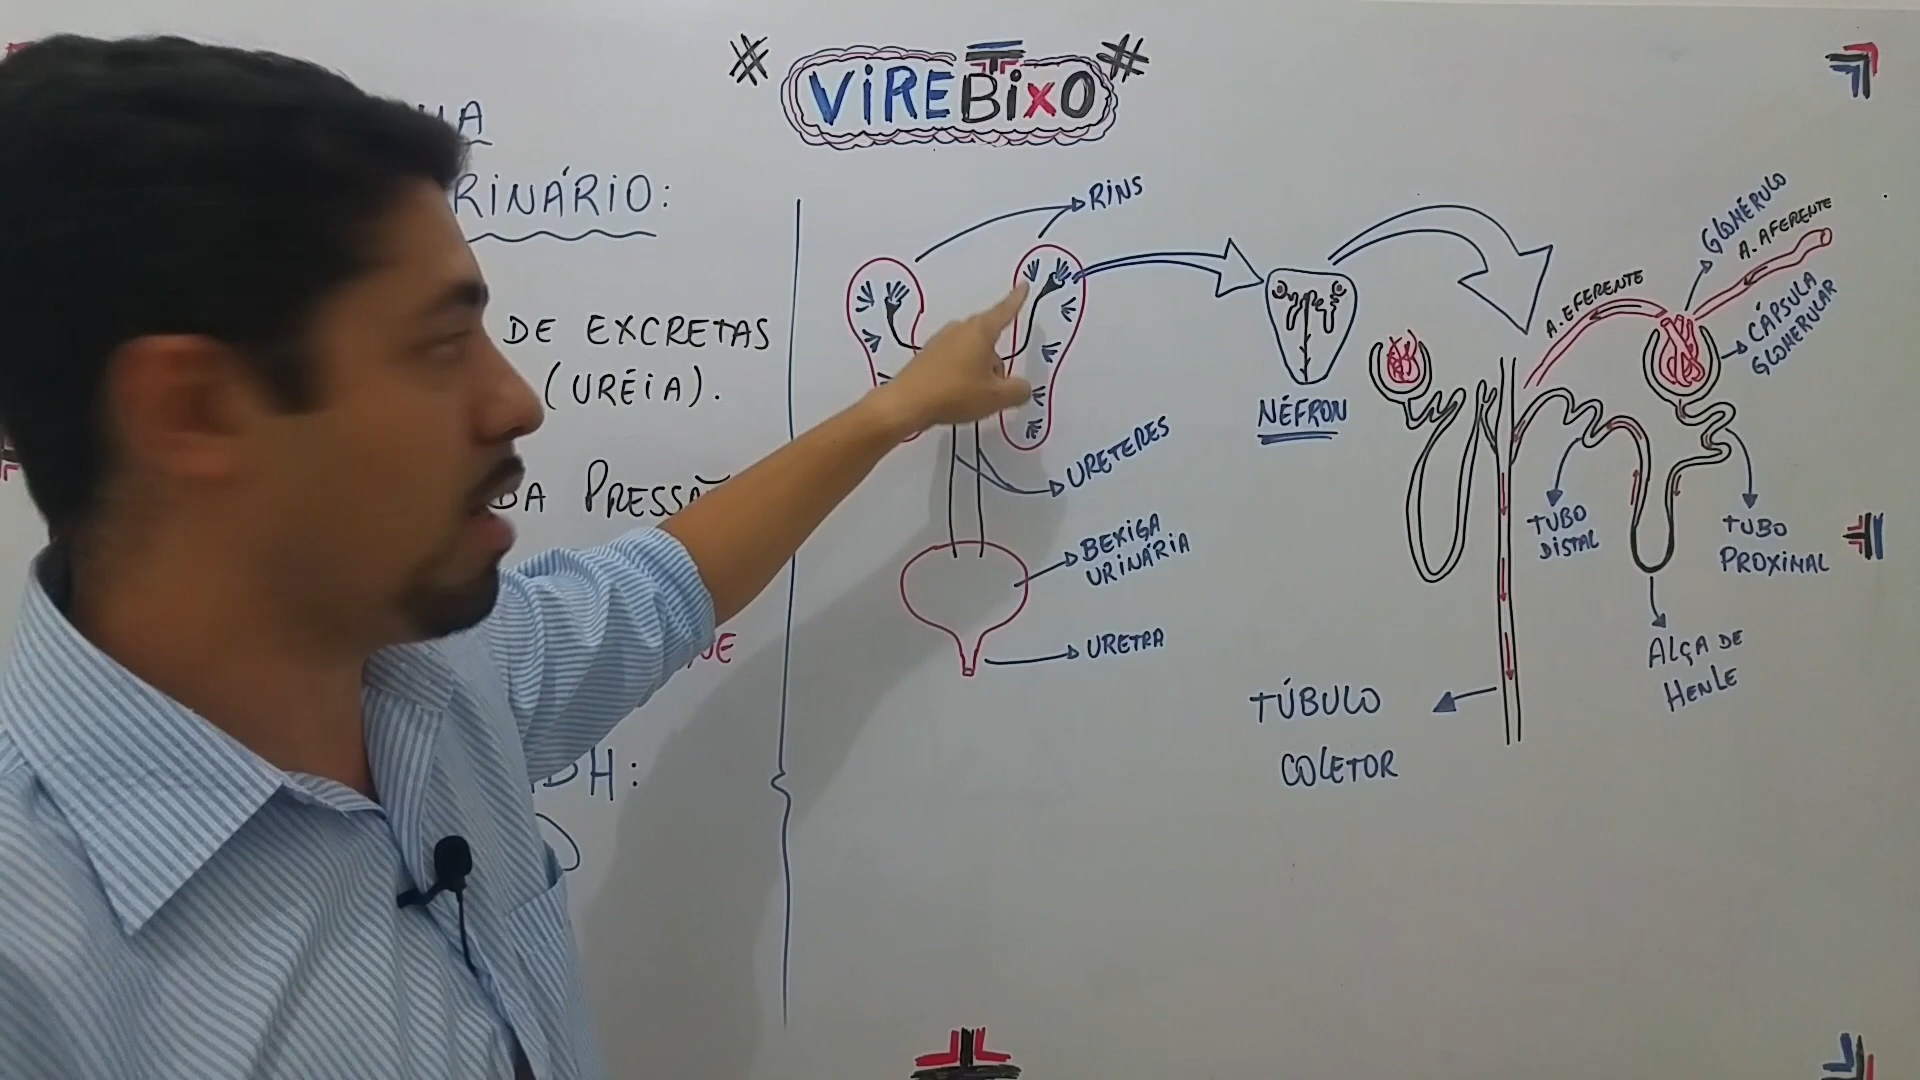 VIREBIXO
RINÁRIO:
DE EXCRETAS
(URÉIA).
DA PRESSÃ
DH:
RINS
URETERES
BEXIGA
URINÁRIA
URETRA
NÉFRON
A. EFERENTE
GLOMÉRULO
A. AFERENTE
CÁPSULA
GLOMERULAR
TUBO
DISTAL
TUBO
PROXIMAL
ALÇA DE
HENLE
TÚBULO
COLETOR